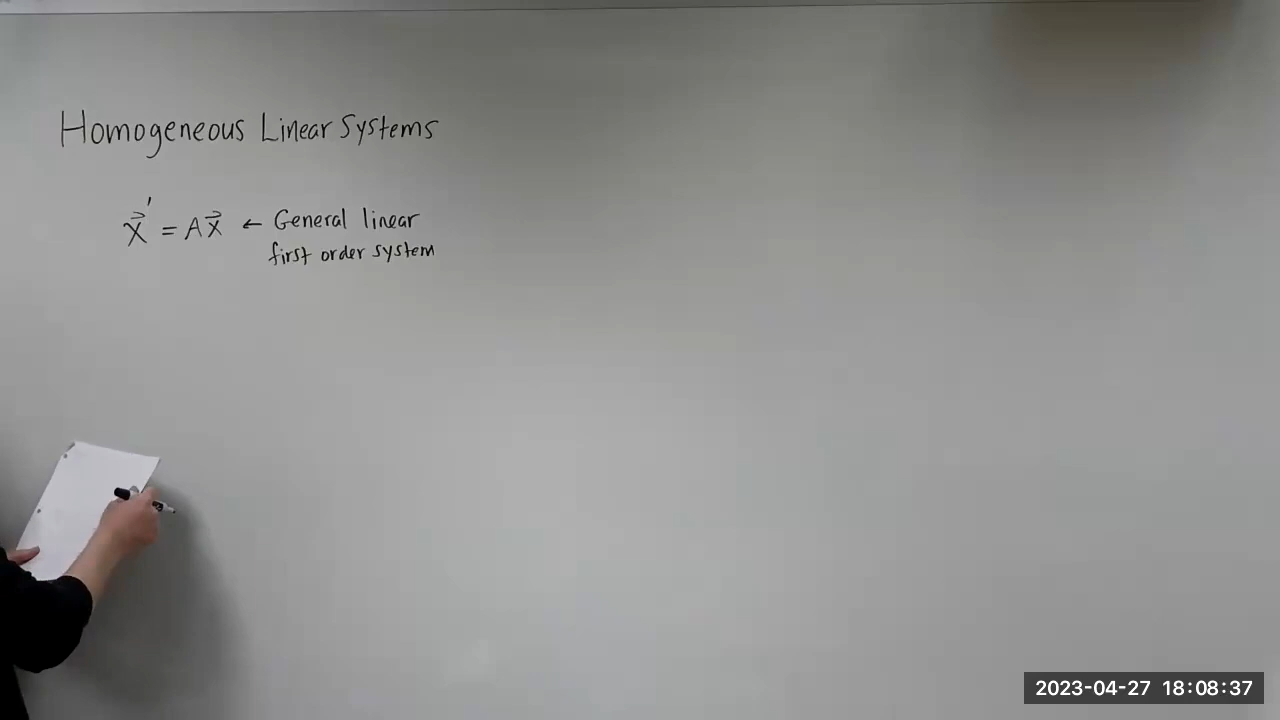 Homogeneous Linear Systems
x⃗' = Ax⃗ ← General linear
first order system
2023-04-27 18:08:37